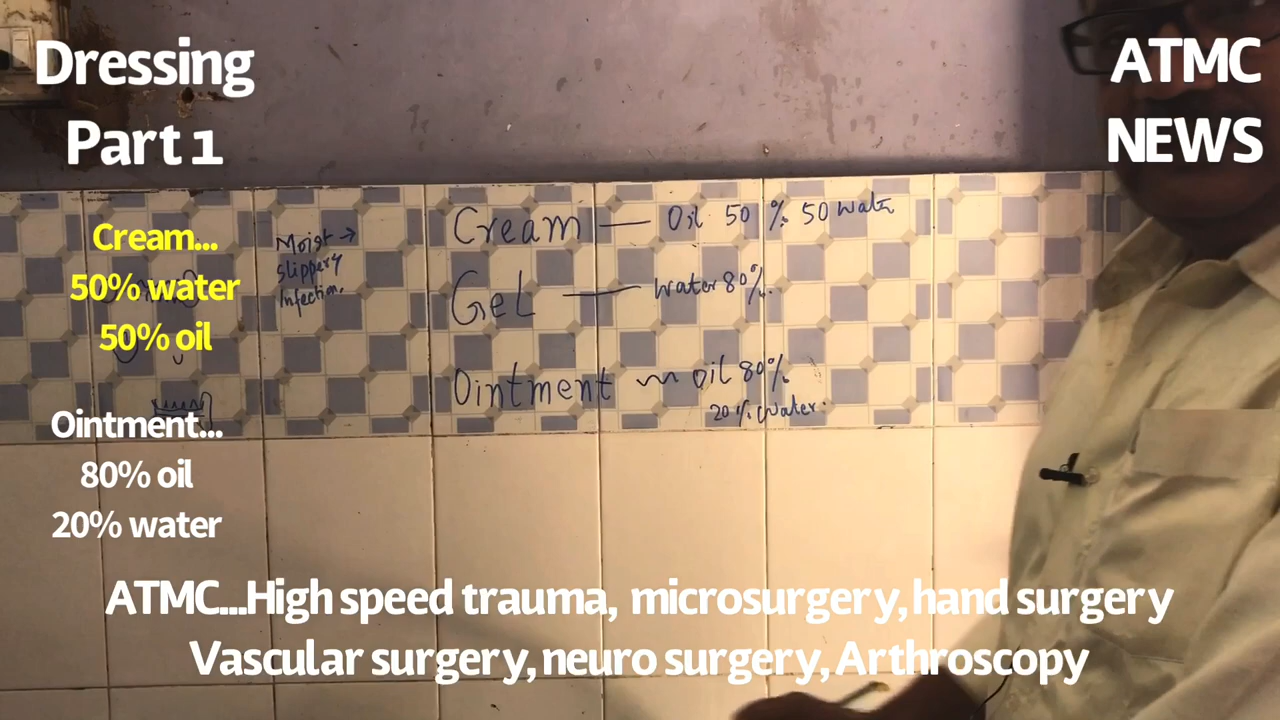 Dressing
Part 1
ATMC
NEWS
Cream...
50% water
50% oil
Ointment...
80% oil
20% water
Moist →
slippery
Infection.
Cream — Oil 50 % 50 water
Gel — water 80%.
Ointment ~ oil 80%
20% water.
ATMC...High speed trauma, microsurgery, hand surgery
Vascular surgery, neuro surgery, Arthroscopy